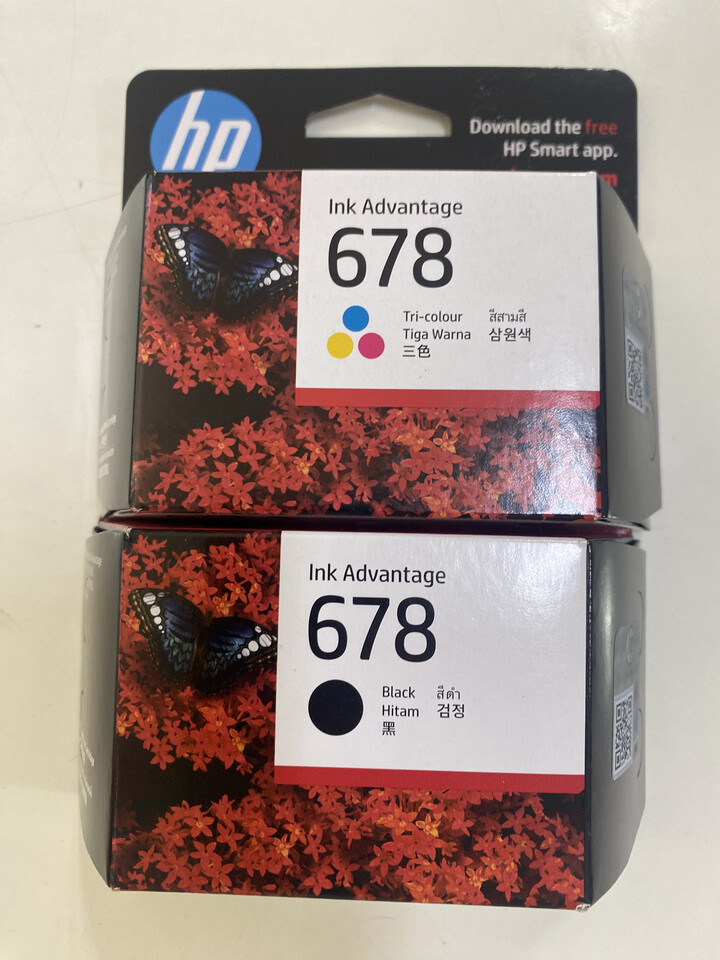 hp
Download the free
HP Smart app.
Ink Advantage
678
Tri-colour
Tiga Warna
三色
สีสามสี
삼원색
Ink Advantage
678
Black
Hitam
黑
สีดำ
검정